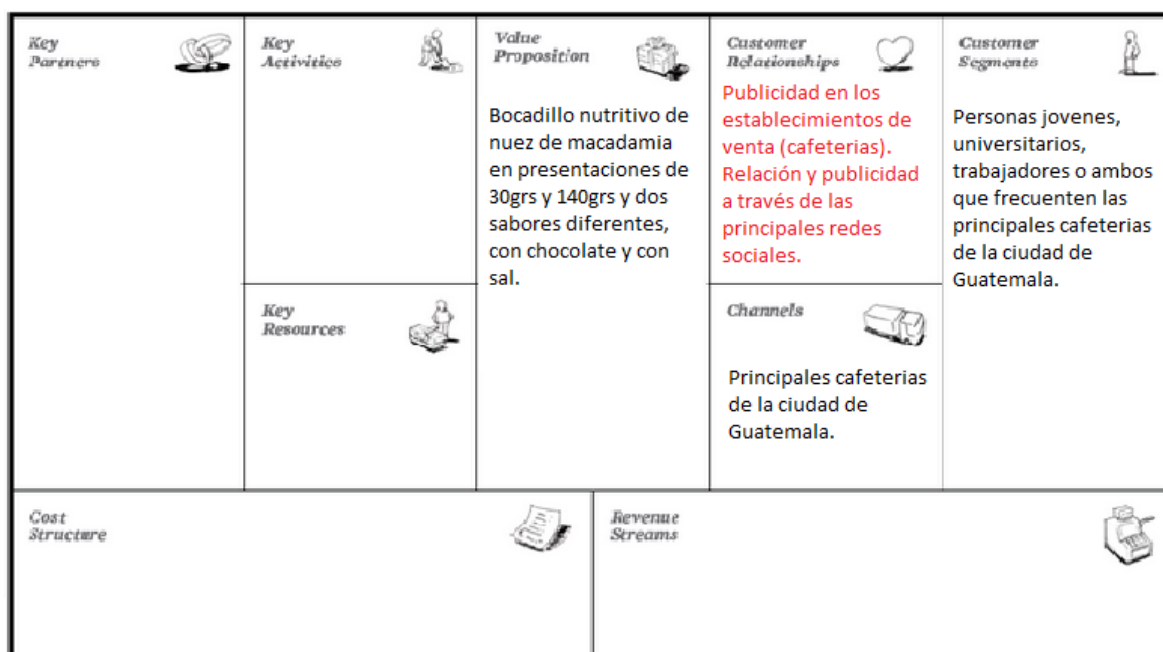 Key
Partners
Key
Activities
Value
Proposition
Customer
Relationships
Customer
Segments
Bocadillo nutritivo de
nuez de macadamia
en presentaciones de
30grs y 140grs y dos
sabores diferentes,
con chocolate y con
sal.
Publicidad en los
establecimientos de
venta (cafeterias).
Relación y publicidad
a través de las
principales redes
sociales.
Personas jovenes,
universitarios,
trabajadores o ambos
que frecuenten las
principales cafeterias
de la ciudad de
Guatemala.
Key
Resources
Channels
Principales cafeterias
de la ciudad de
Guatemala.
Cost
Structure
Revenue
Streams